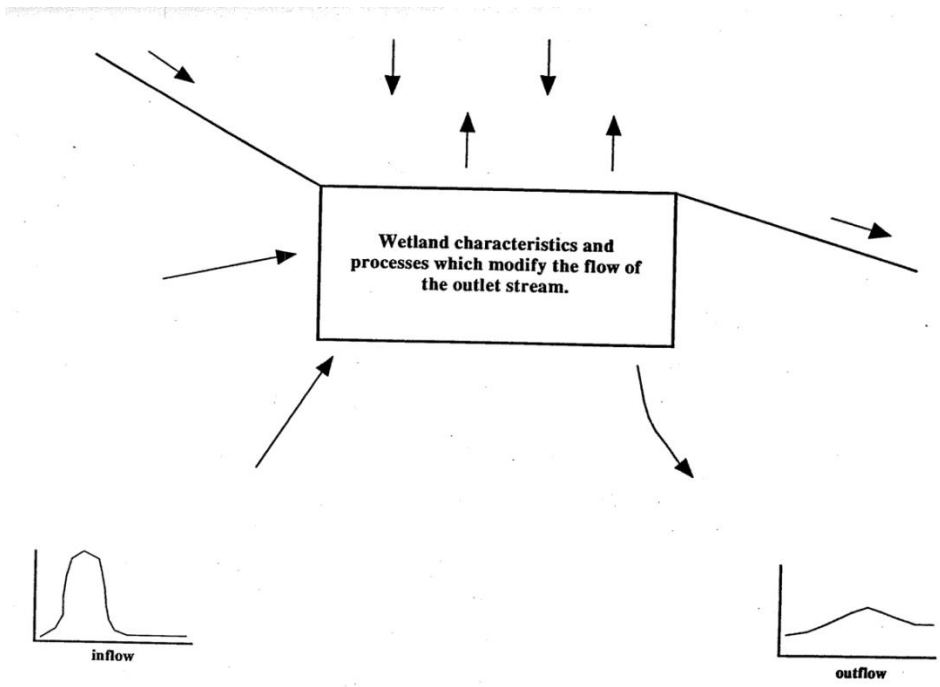 Wetland characteristics and
processes which modify the flow of
the outlet stream.
inflow
outflow